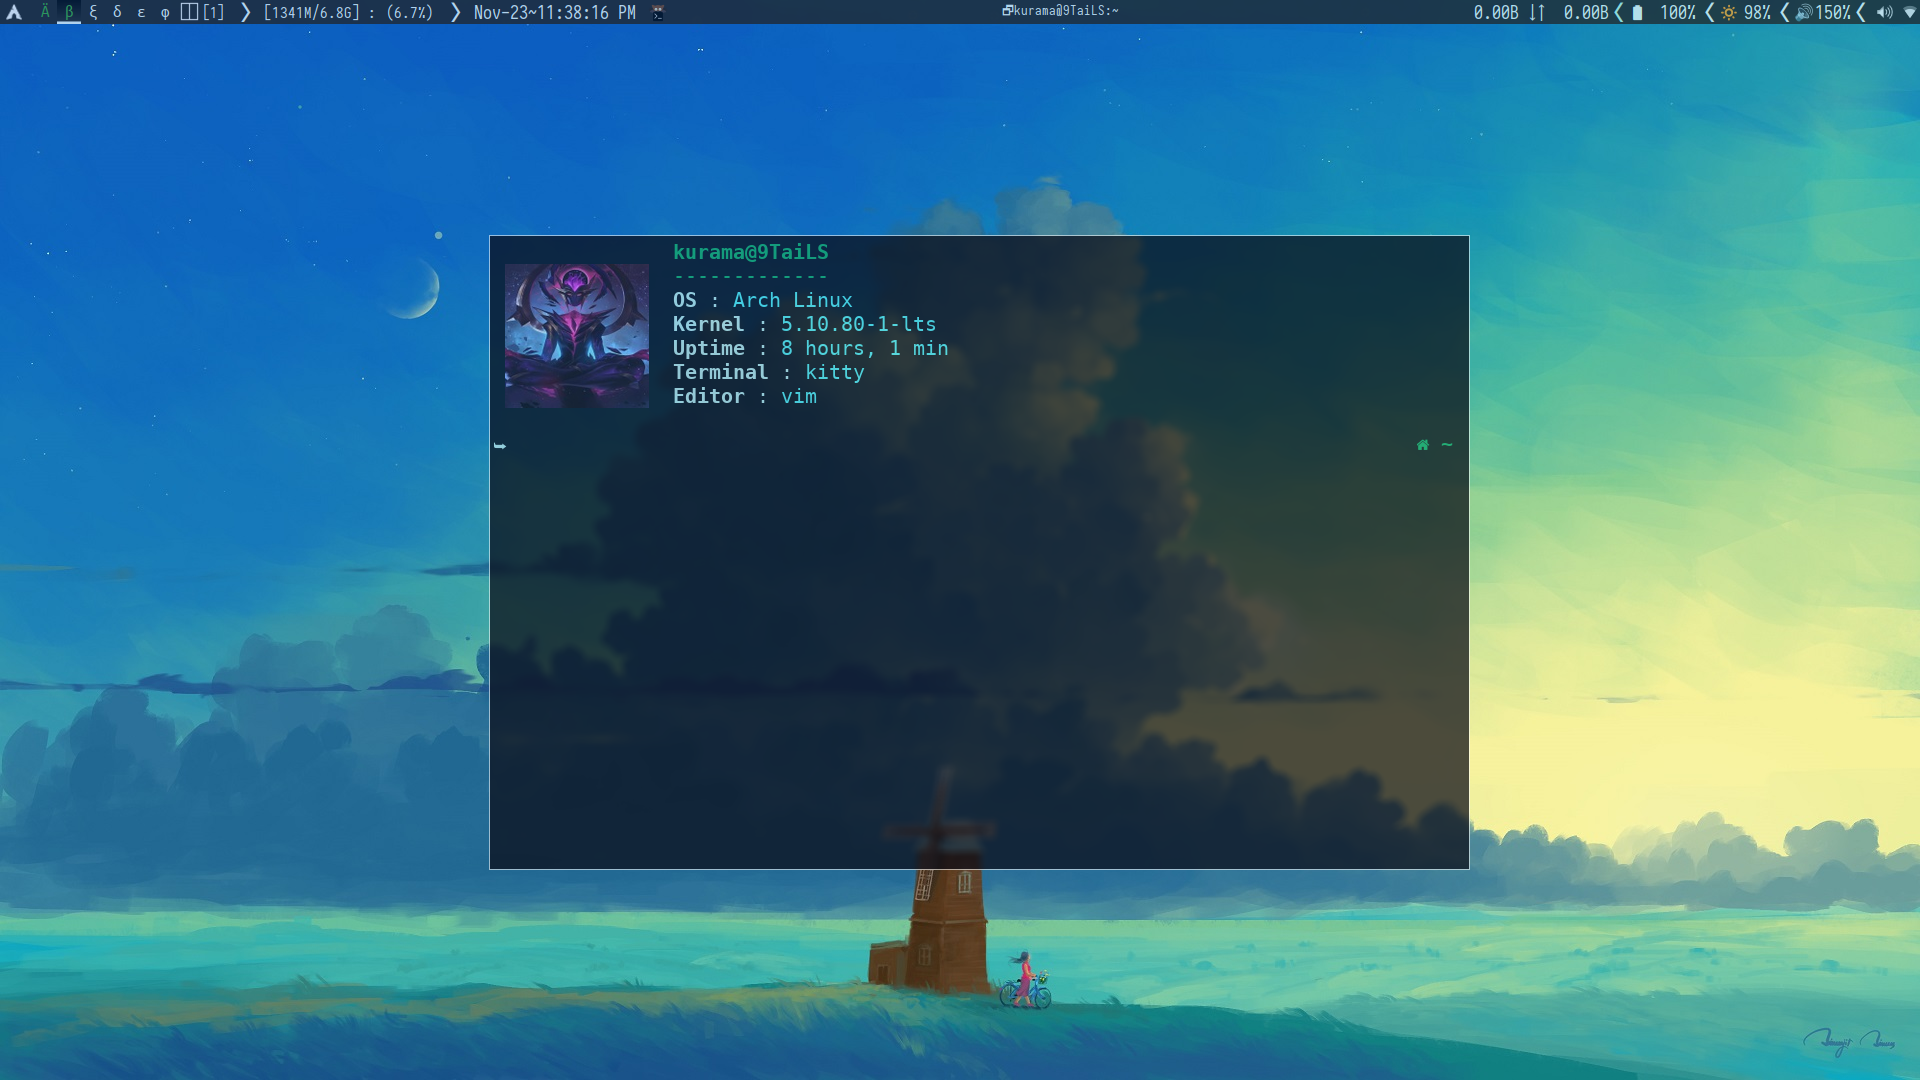 Ä β ξ δ ε φ [1] [1341M/6.8G] : (6.7%) Nov-23~11:38:16 PM
kurama@9TaiLS:~
0.00B ↓↑ 0.00B 100% 98% 150%
kurama@9TaiLS
-------------
OS : Arch Linux
Kernel : 5.10.80-1-lts
Uptime : 8 hours, 1 min
Terminal : kitty
Editor : vim
~